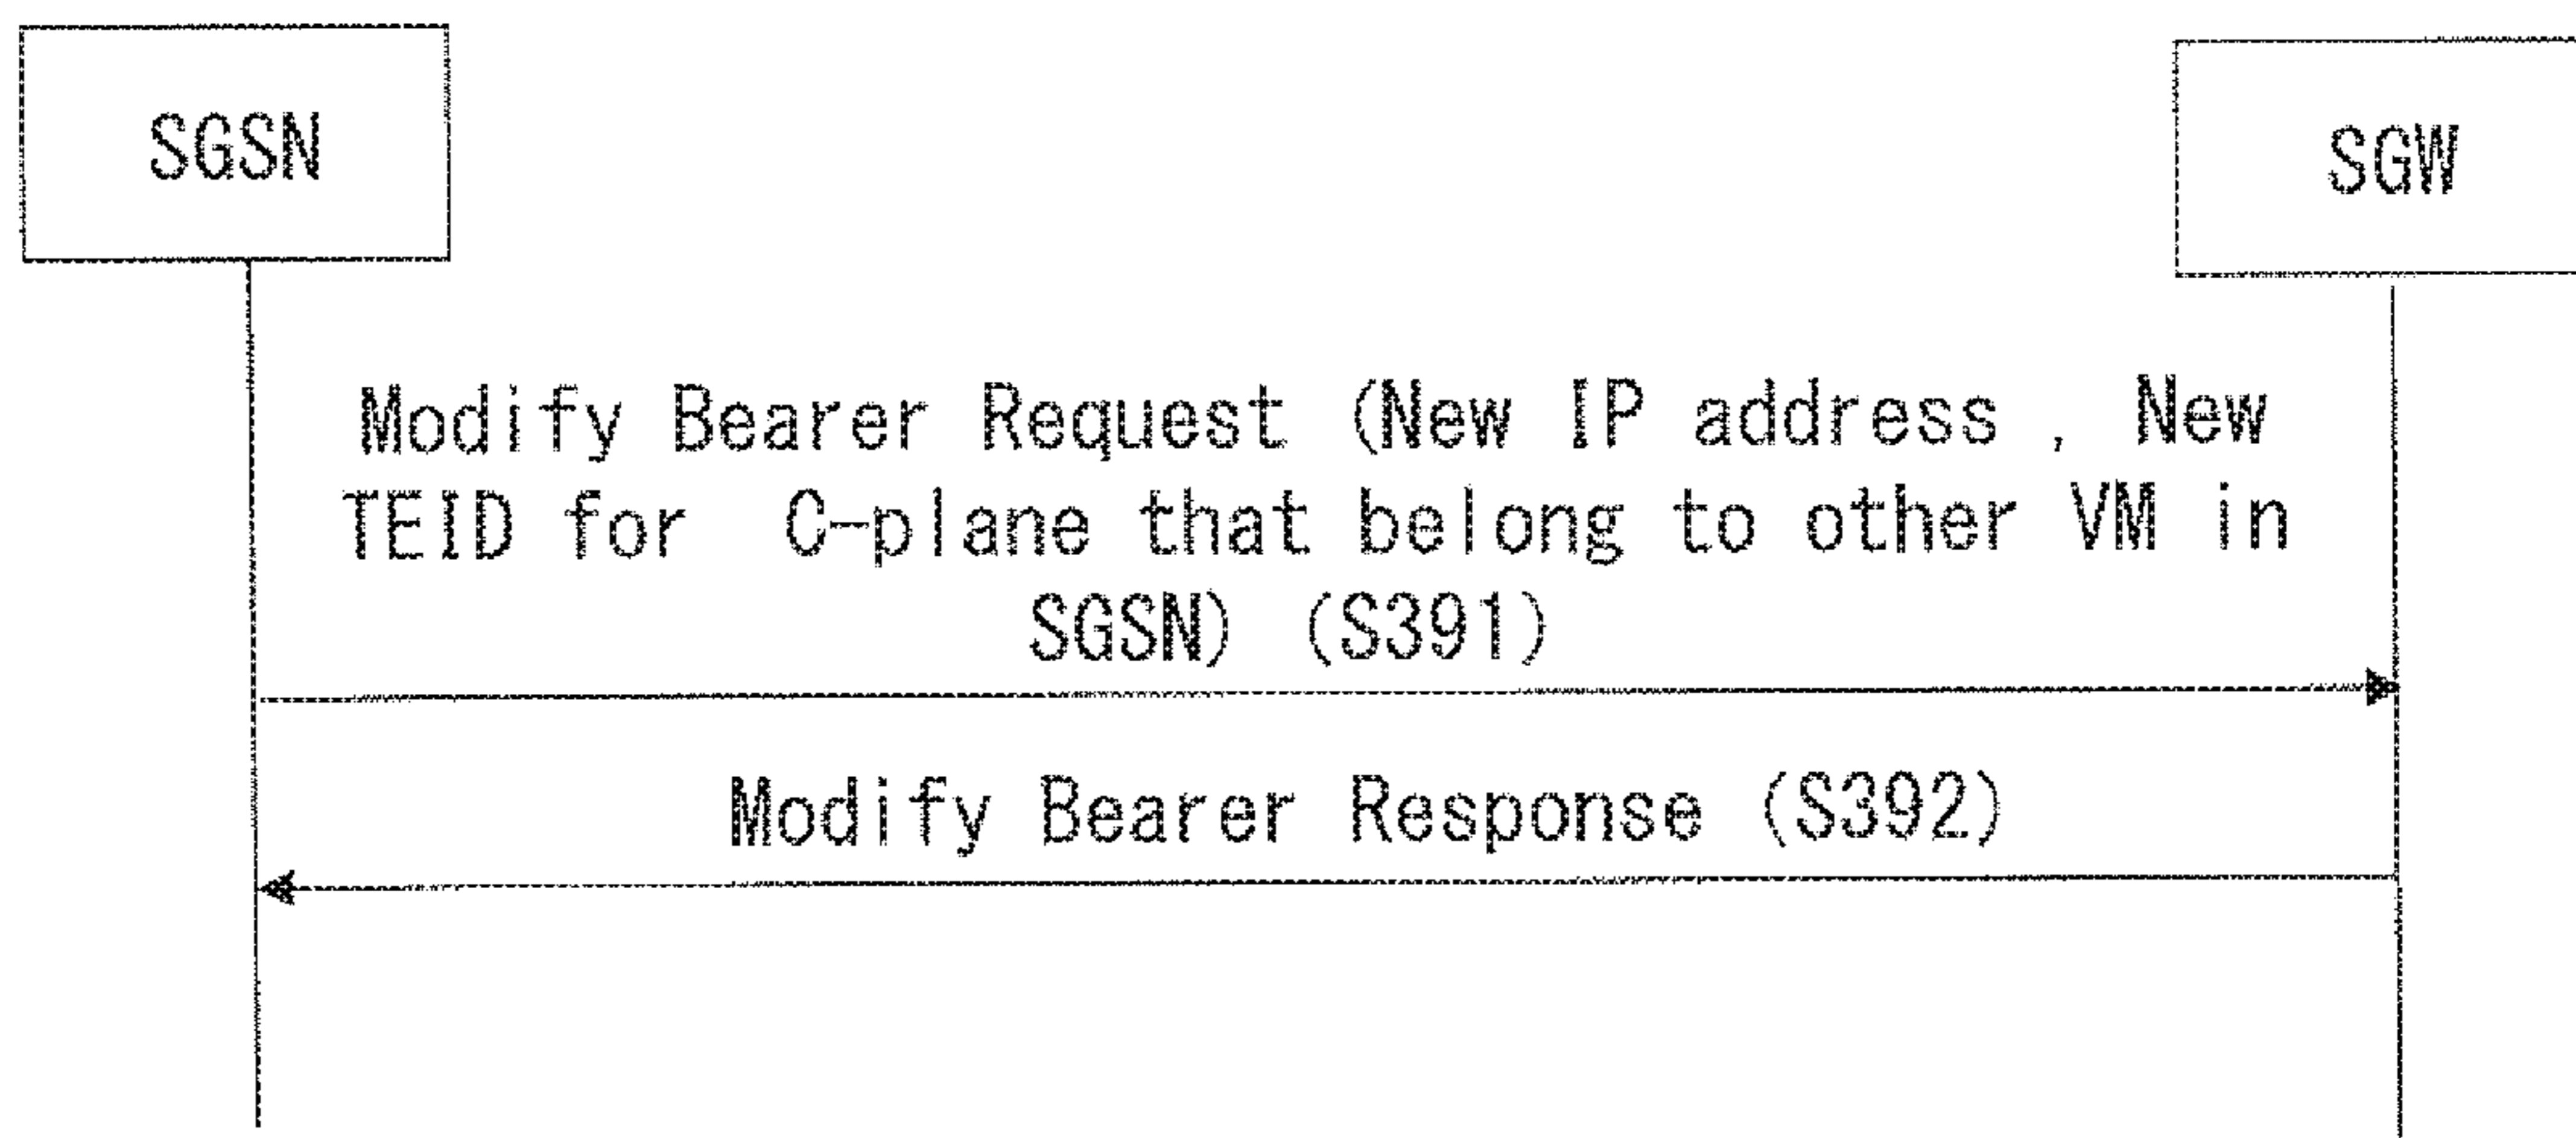 SGSN
SGW
Modify Bearer Request (New IP address , New
TEID for C-plane that belong to other VM in
SGSN) (S391)
Modify Bearer Response (S392)